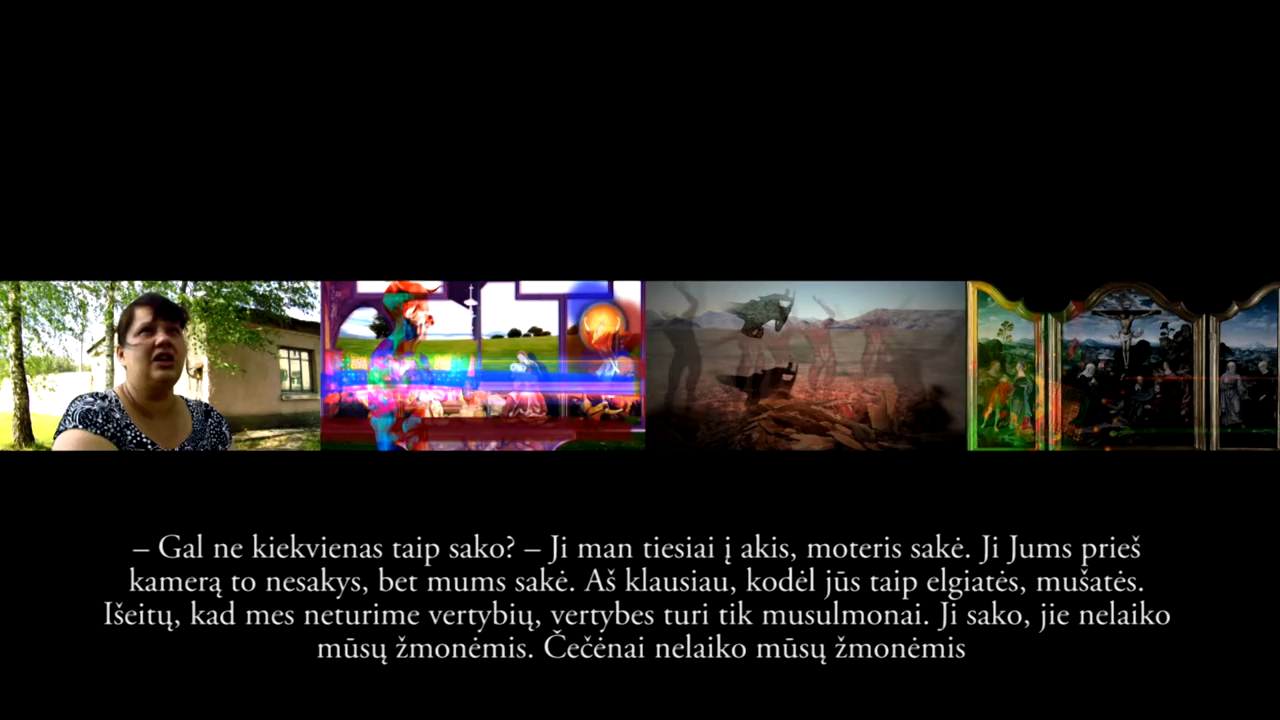 – Gal ne kiekvienas taip sako? – Ji man tiesiai į akis, moteris sakė. Ji Jums prieš
kamerą to nesakys, bet mums sakė. Aš klausiau, kodėl jūs taip elgiatės, mušatės.
Išeitų, kad mes neturime vertybių, vertybes turi tik musulmonai. Ji sako, jie nelaiko
mūsų žmonėmis. Čečėnai nelaiko mūsų žmonėmis